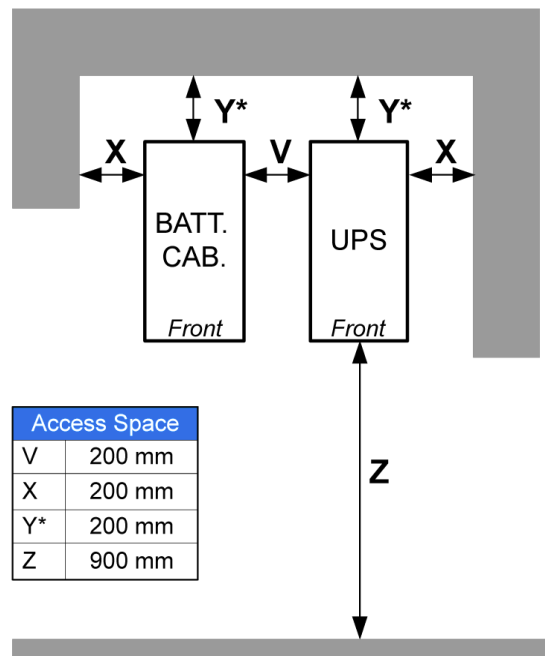 Y*
Y*
X
V
X
BATT.
CAB.
UPS
Front
Front
Z
Access Space
V 200 mm
X 200 mm
Y* 200 mm
Z 900 mm